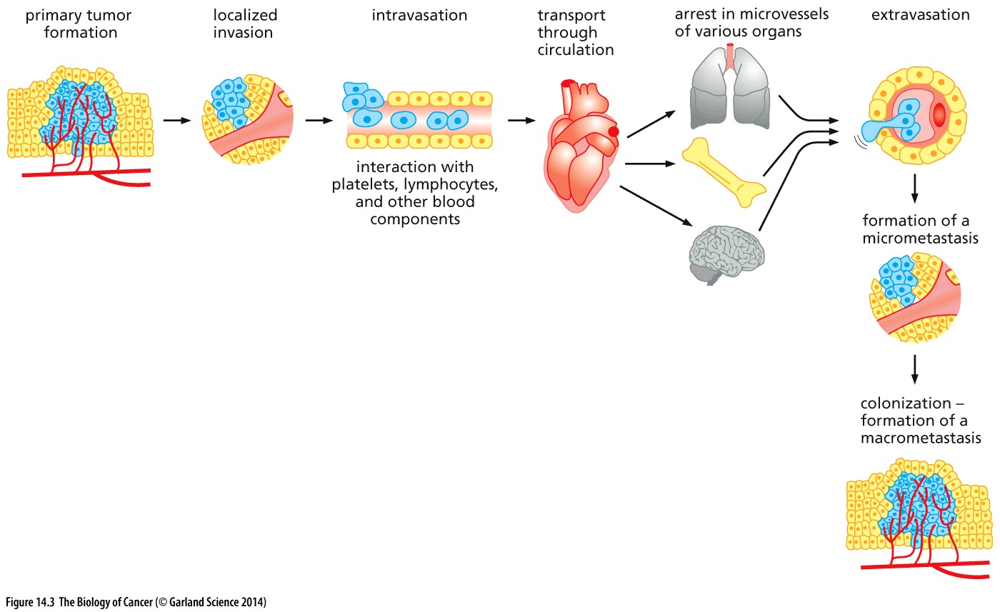 primary tumor
formation
localized
invasion
intravasation
interaction with
platelets, lymphocytes,
and other blood
components
transport
through
circulation
arrest in microvessels
of various organs
extravasation
formation of a
micrometastasis
colonization –
formation of a
macrometastasis
Figure 14.3 The Biology of Cancer (© Garland Science 2014)